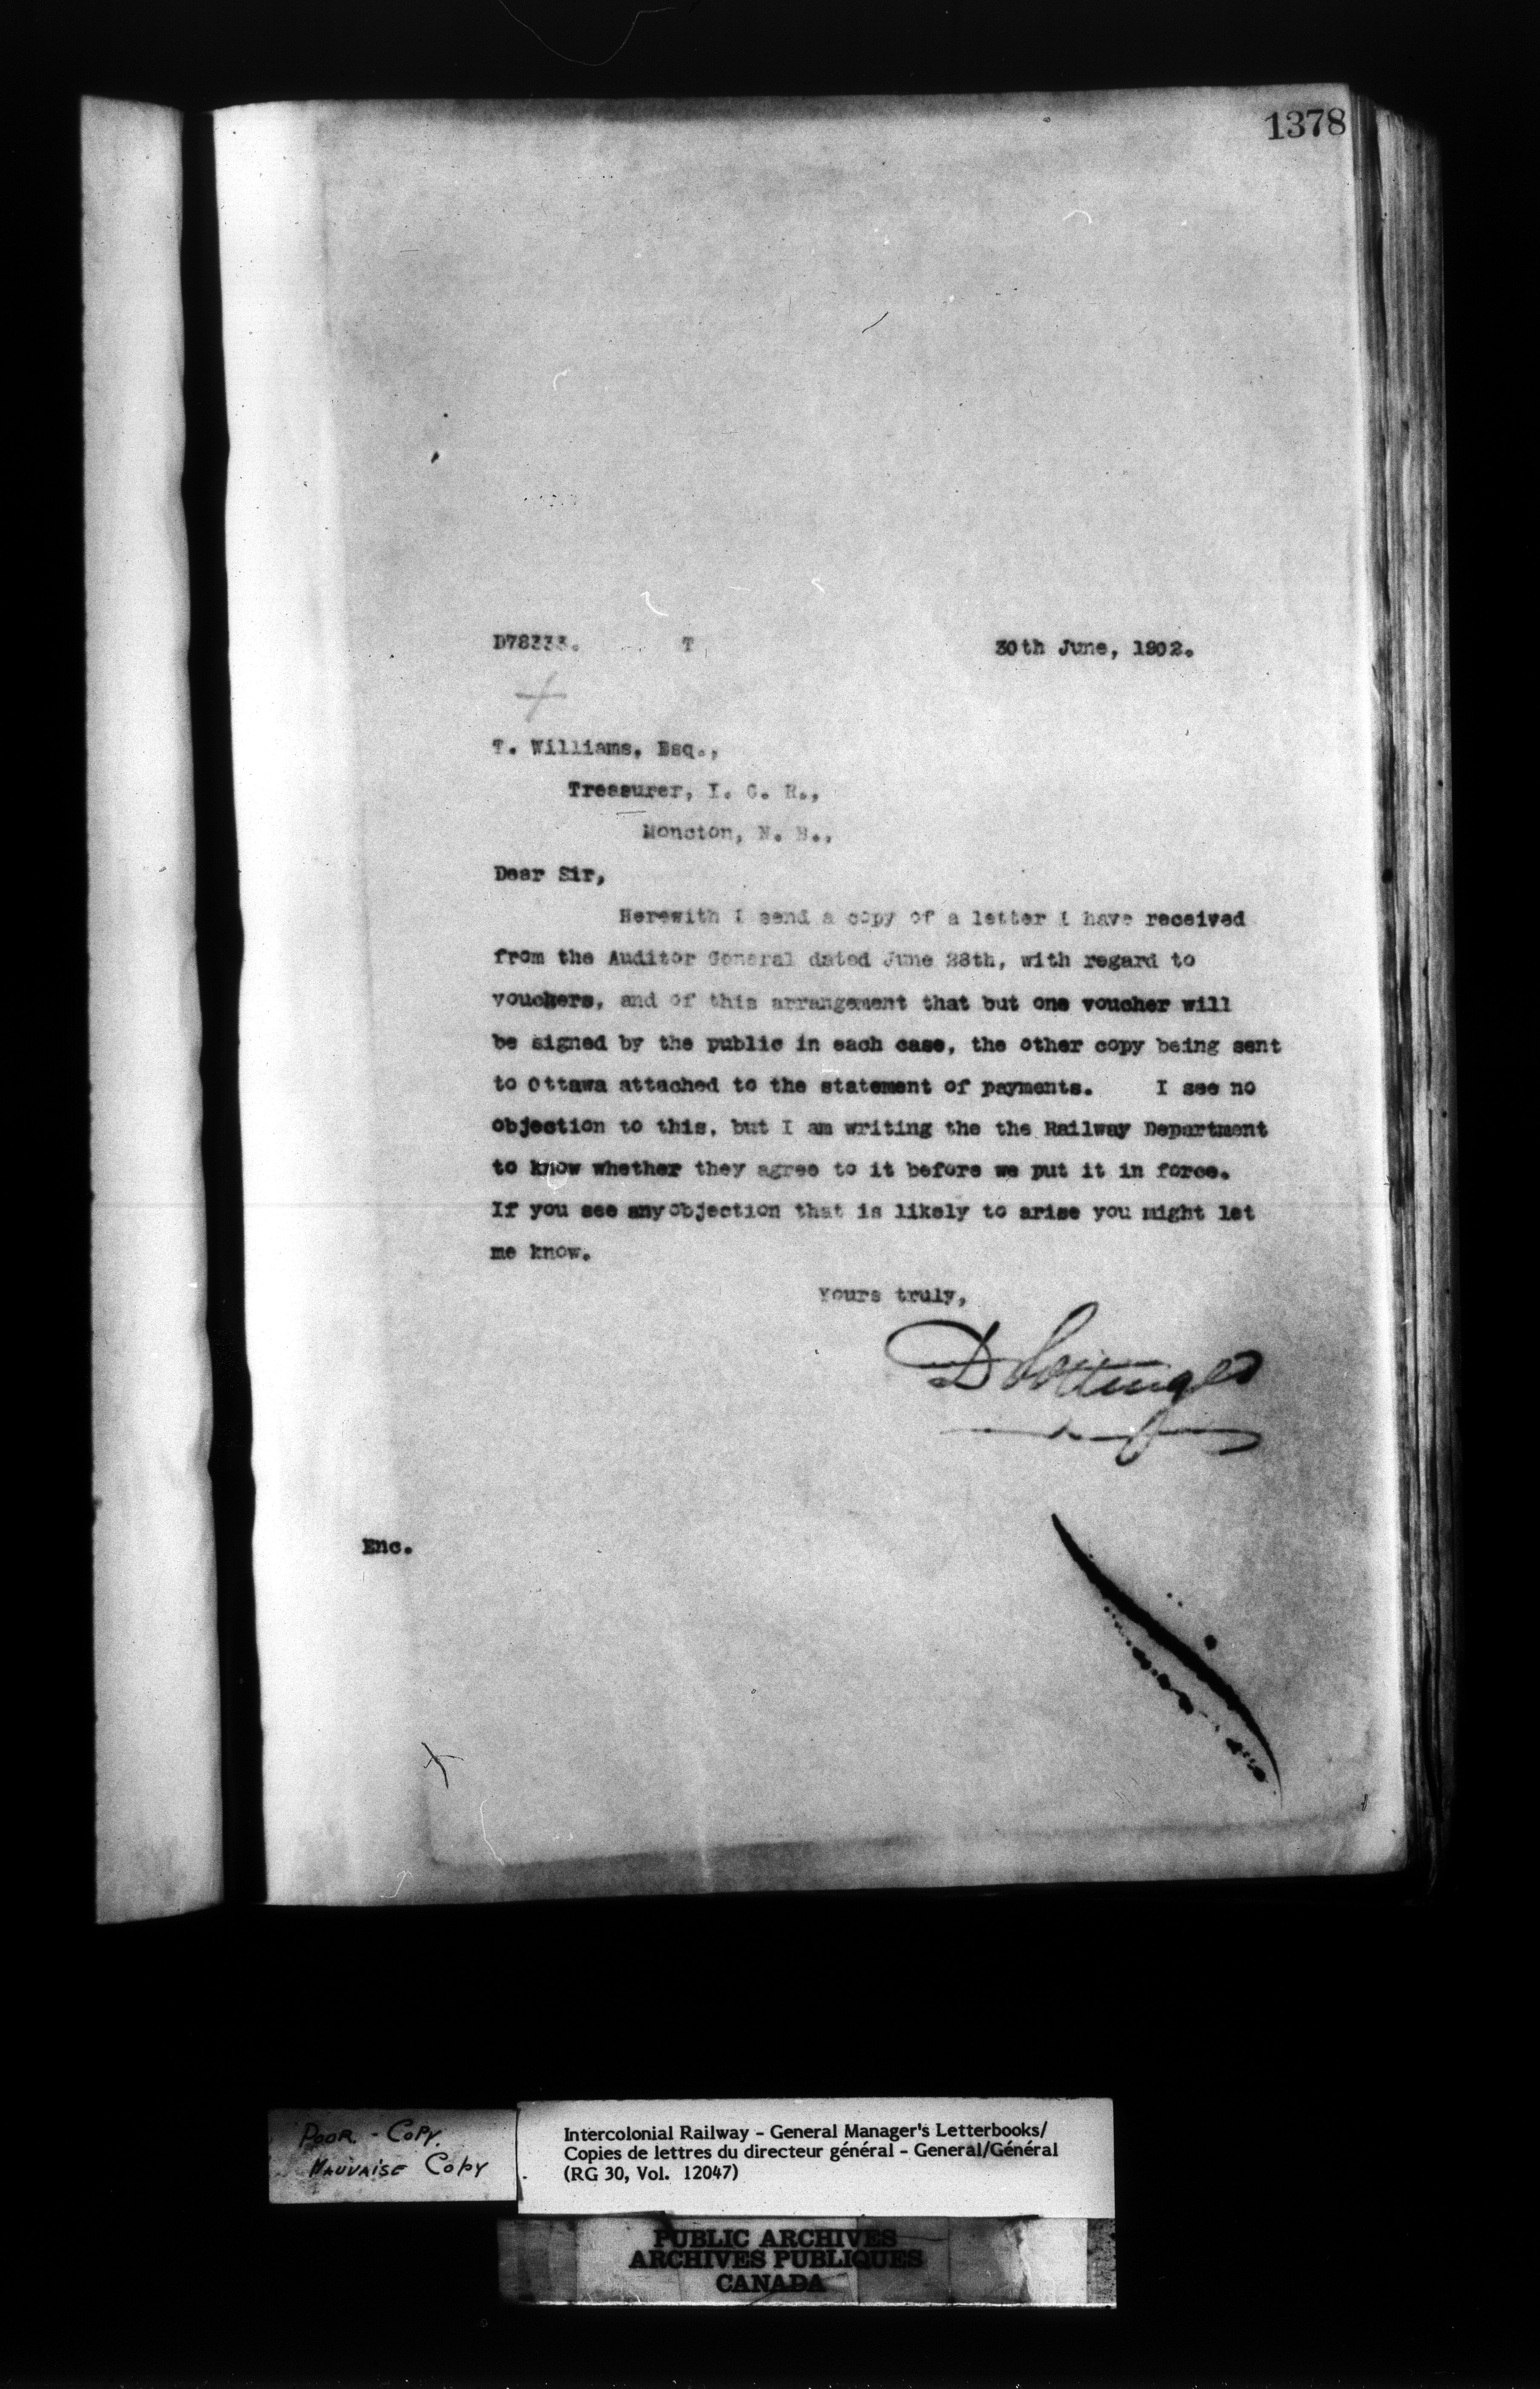 1378
D78333. T 30th June, 1902.
T. Williams, Esq.,
Treasurer, I. C. R.,
Moncton, N. B.,
Dear Sir,
Herewith I send a copy of a letter I have received
from the Auditor General dated June 28th, with regard to
vouchers, and of this arrangement that but one voucher will
be signed by the public in each case, the other copy being sent
to Ottawa attached to the statement of payments. I see no
objection to this, but I am writing the the Railway Department
to know whether they agree to it before we put it in force.
If you see any objection that is likely to arise you might let
me know.
Yours truly,
D Pottinger
Enc.
POOR - COPY.
MAUVAISE COPY
Intercolonial Railway - General Manager's Letterbooks/
Copies de lettres du directeur général - General/Général
(RG 30, Vol. 12047)
PUBLIC ARCHIVES
ARCHIVES PUBLIQUES
CANADA